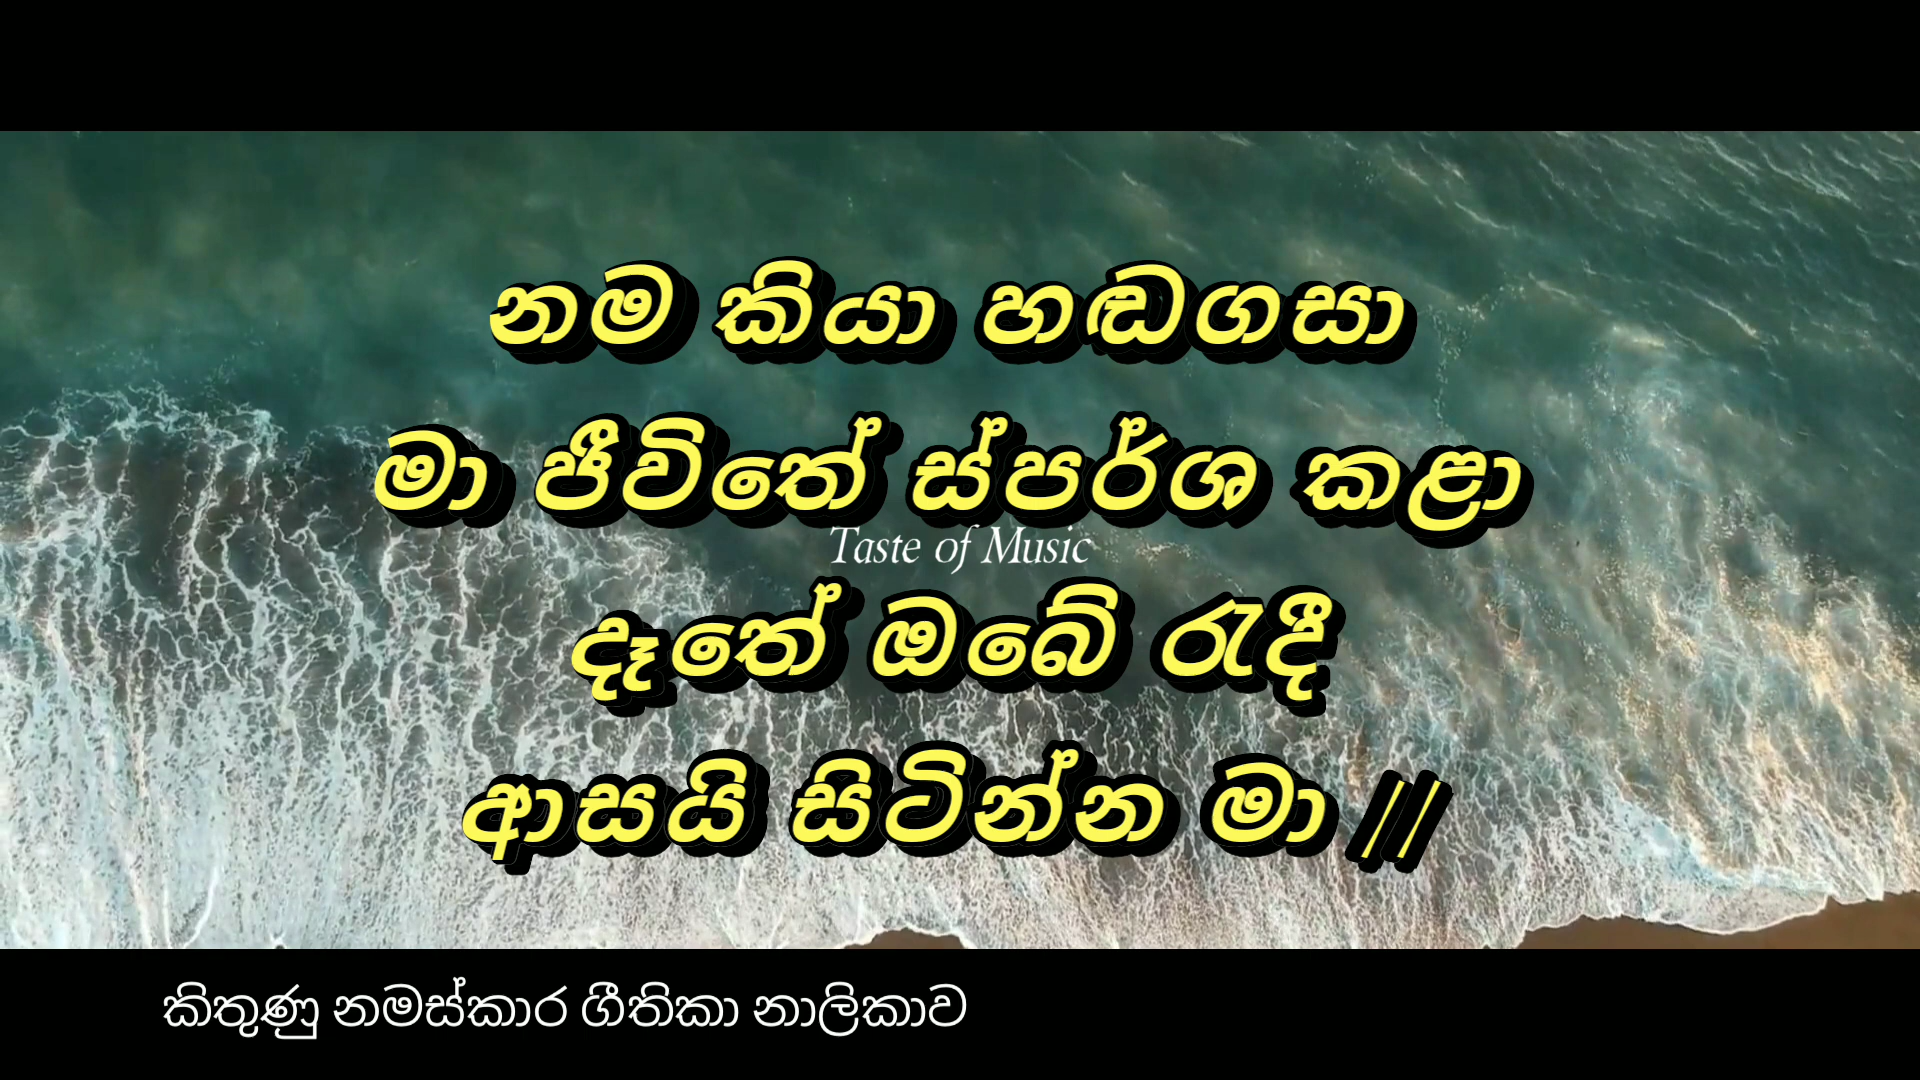 නම කියා හඬගසා
මා ජීවිතේ ස්පර්ශ කළා
Taste of Music
දෑතේ ඔබේ රැදී
ආසයි සිටින්න මා //
කිතුණු නමස්කාර ගීතිකා නාලිකාව